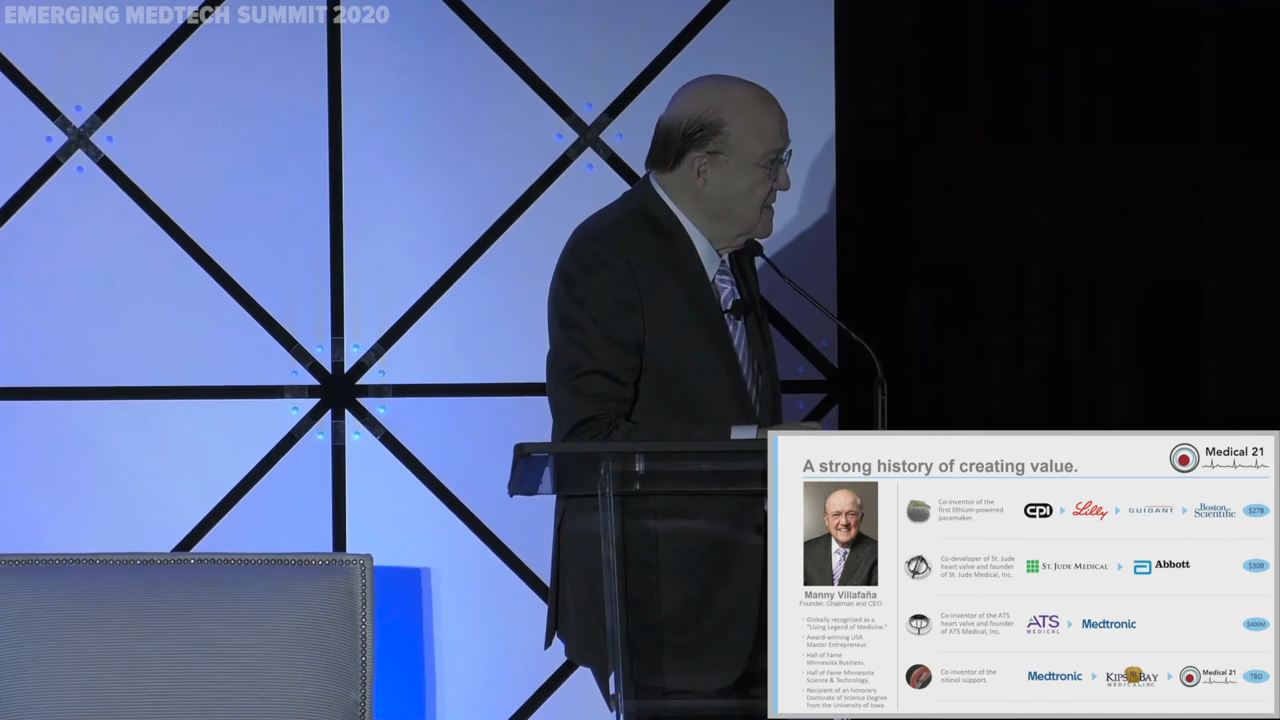 EMERGING MEDTECH SUMMIT 2020
A strong history of creating value.
Medical 21
Manny Villafaña
Founder, Chairman and CEO
· Globally recognized as a
"Living Legend of Medicine."
· Award-winning USA
Master Entrepreneur.
· Hall of Fame
Minnesota Business.
· Hall of Fame Minnesota
Science & Technology.
· Recipient of an honorary
Doctorate of Science Degree
from the University of Iowa.
Co-inventor of the
first lithium-powered
pacemaker.
CPI
Lilly
GUIDANT
Boston
Scientific
$27B
Co-developer of St. Jude
heart valve and founder
of St. Jude Medical, Inc.
ST. JUDE MEDICAL
Abbott
$30B
Co-inventor of the ATS
heart valve and founder
of ATS Medical, Inc.
ATS
MEDICAL
Medtronic
$400M
Co-inventor of the
nitinol support.
Medtronic
KIPS BAY
Medical 21
TBD